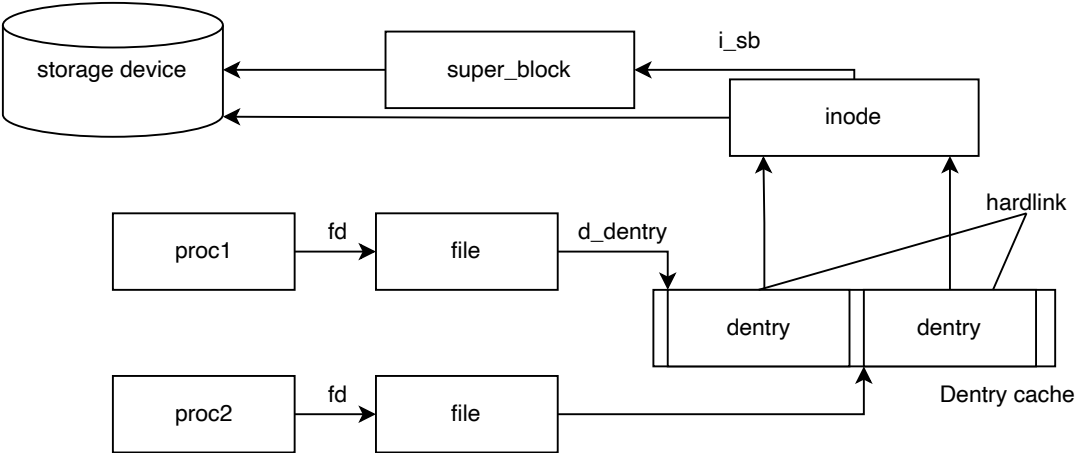 storage device
super_block
i_sb
inode
hardlink
proc1
fd
file
d_dentry
dentry
dentry
Dentry cache
proc2
fd
file